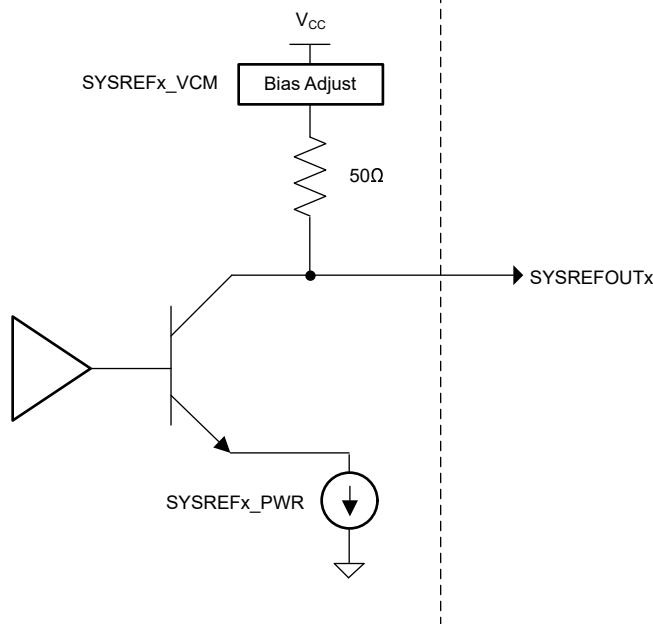 VCC
SYSREFx_VCM
Bias Adjust
50Ω
SYSREFOUTx
SYSREFx_PWR